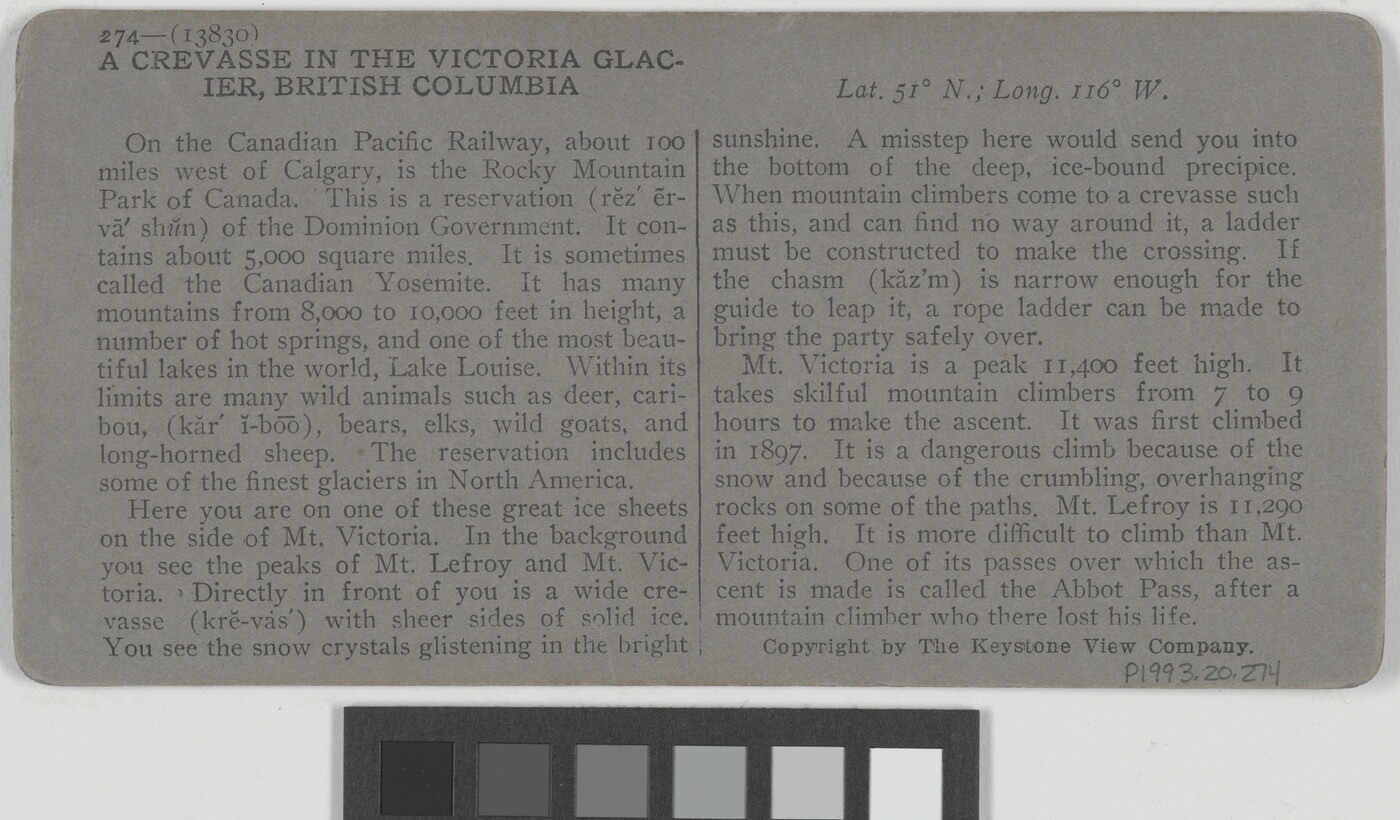 274—(13830)
A CREVASSE IN THE VICTORIA GLAC-
IER, BRITISH COLUMBIA
Lat. 51° N.; Long. 116° W.
On the Canadian Pacific Railway, about 100
miles west of Calgary, is the Rocky Mountain
Park of Canada. This is a reservation (rĕz′ ẽr-
vā′ shŭn) of the Dominion Government. It con-
tains about 5,000 square miles. It is sometimes
called the Canadian Yosemite. It has many
mountains from 8,000 to 10,000 feet in height, a
number of hot springs, and one of the most beau-
tiful lakes in the world, Lake Louise. Within its
limits are many wild animals such as deer, cari-
bou, (kăr′ ĭ-bo͞o), bears, elks, wild goats, and
long-horned sheep. The reservation includes
some of the finest glaciers in North America.
Here you are on one of these great ice sheets
on the side of Mt. Victoria. In the background
you see the peaks of Mt. Lefroy and Mt. Vic-
toria. Directly in front of you is a wide cre-
vasse (krĕ-vás′) with sheer sides of solid ice.
You see the snow crystals glistening in the bright
sunshine. A misstep here would send you into
the bottom of the deep, ice-bound precipice.
When mountain climbers come to a crevasse such
as this, and can find no way around it, a ladder
must be constructed to make the crossing. If
the chasm (kăz'm) is narrow enough for the
guide to leap it, a rope ladder can be made to
bring the party safely over.
Mt. Victoria is a peak 11,400 feet high. It
takes skilful mountain climbers from 7 to 9
hours to make the ascent. It was first climbed
in 1897. It is a dangerous climb because of the
snow and because of the crumbling, overhanging
rocks on some of the paths. Mt. Lefroy is 11,290
feet high. It is more difficult to climb than Mt.
Victoria. One of its passes over which the as-
cent is made is called the Abbot Pass, after a
mountain climber who there lost his life.
Copyright by The Keystone View Company.
P1993.20.274